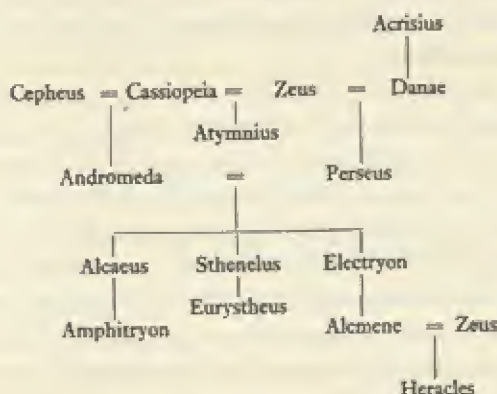 Acrisius
Cepheus = Cassiopeia = Zeus = Danae
Atymnius
Andromeda = Perseus
Alcaeus Sthenelus Electryon
Eurystheus
Amphitryon Alcmene = Zeus
Heracles